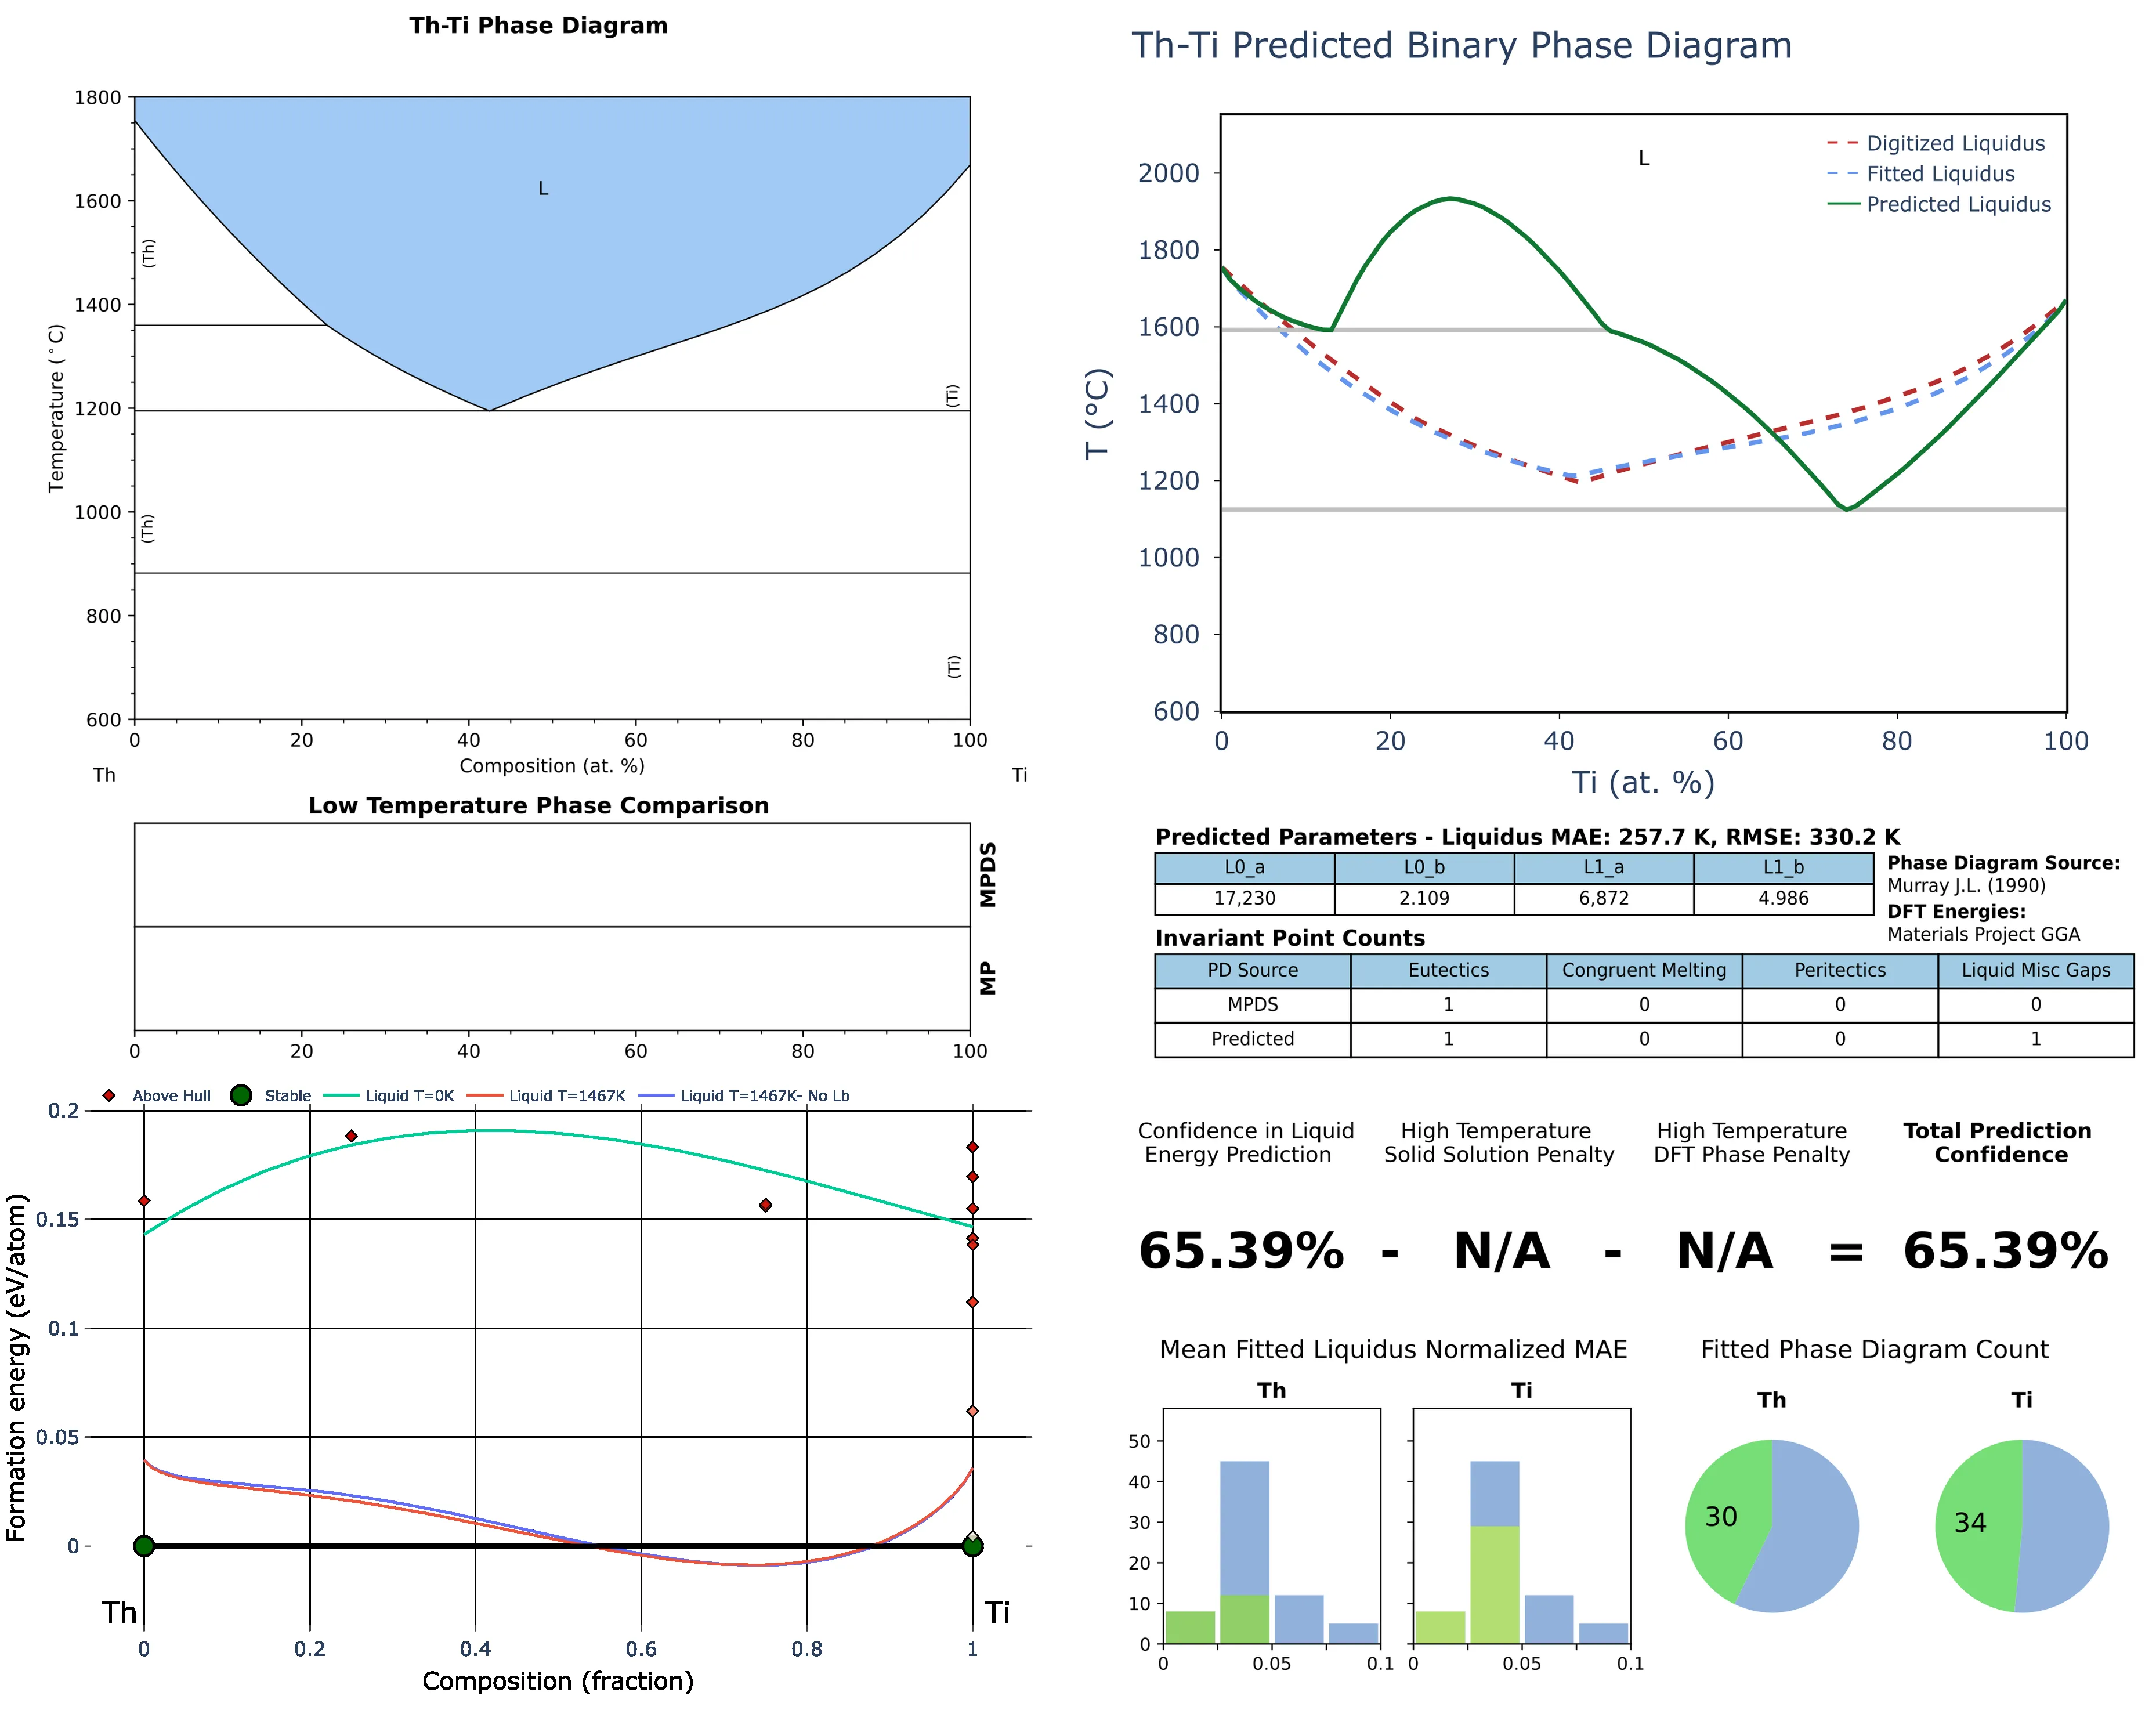 Th-Ti Phase Diagram
1800
1600
1400
1200
1000
800
600
Temperature (°C)
L
(Th)
(Th)
(Ti)
(Ti)
0
20
40
60
80
100
Th
Composition (at. %)
Ti
Low Temperature Phase Comparison
MPDS
MP
0
20
40
60
80
100
Above Hull
Stable
Liquid T=0K
Liquid T=1467K
Liquid T=1467K- No Lb
0.2
0.15
0.1
0.05
0
Formation energy (eV/atom)
Th
Ti
0
0.2
0.4
0.6
0.8
1
Composition (fraction)
Th-Ti Predicted Binary Phase Diagram
L
Digitized Liquidus
Fitted Liquidus
Predicted Liquidus
2000
1800
1600
1400
1200
1000
800
600
T (°C)
0
20
40
60
80
100
Ti (at. %)
Predicted Parameters - Liquidus MAE: 257.7 K, RMSE: 330.2 K
L0_a L0_b L1_a L1_b
17,230 2.109 6,872 4.986
Phase Diagram Source:
Murray J.L. (1990)
DFT Energies:
Materials Project GGA
Invariant Point Counts
PD Source Eutectics Congruent Melting Peritectics Liquid Misc Gaps
MPDS 1 0 0 0
Predicted 1 0 0 1
Confidence in Liquid
Energy Prediction
High Temperature
Solid Solution Penalty
High Temperature
DFT Phase Penalty
Total Prediction
Confidence
65.39% - N/A - N/A = 65.39%
Mean Fitted Liquidus Normalized MAE
Th
Ti
50
40
30
20
10
0
0
0.05
0.1
0
0.05
0.1
Fitted Phase Diagram Count
Th
Ti
30
34